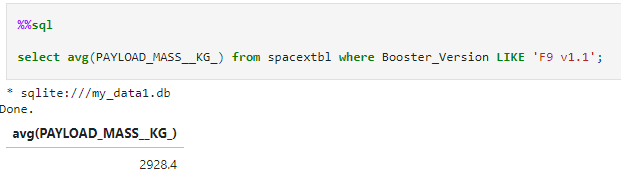 %%sql
select avg(PAYLOAD_MASS__KG_) from spacextbl where Booster_Version LIKE 'F9 v1.1';
* sqlite:///my_data1.db
Done.
avg(PAYLOAD_MASS__KG_)
2928.4